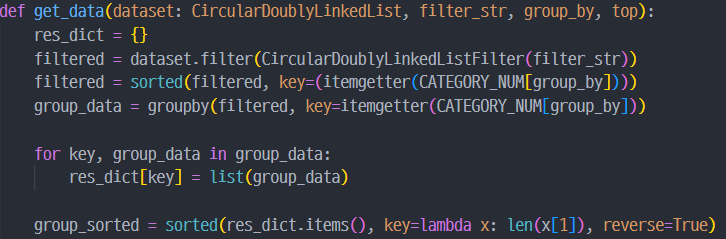 def get_data(dataset: CircularDoublyLinkedList, filter_str, group_by, top):
    res_dict = {}
    filtered = dataset.filter(CircularDoublyLinkedListFilter(filter_str))
    filtered = sorted(filtered, key=(itemgetter(CATEGORY_NUM[group_by])))
    group_data = groupby(filtered, key=itemgetter(CATEGORY_NUM[group_by]))
    for key, group_data in group_data:
        res_dict[key] = list(group_data)
    group_sorted = sorted(res_dict.items(), key=lambda x: len(x[1]), reverse=True)